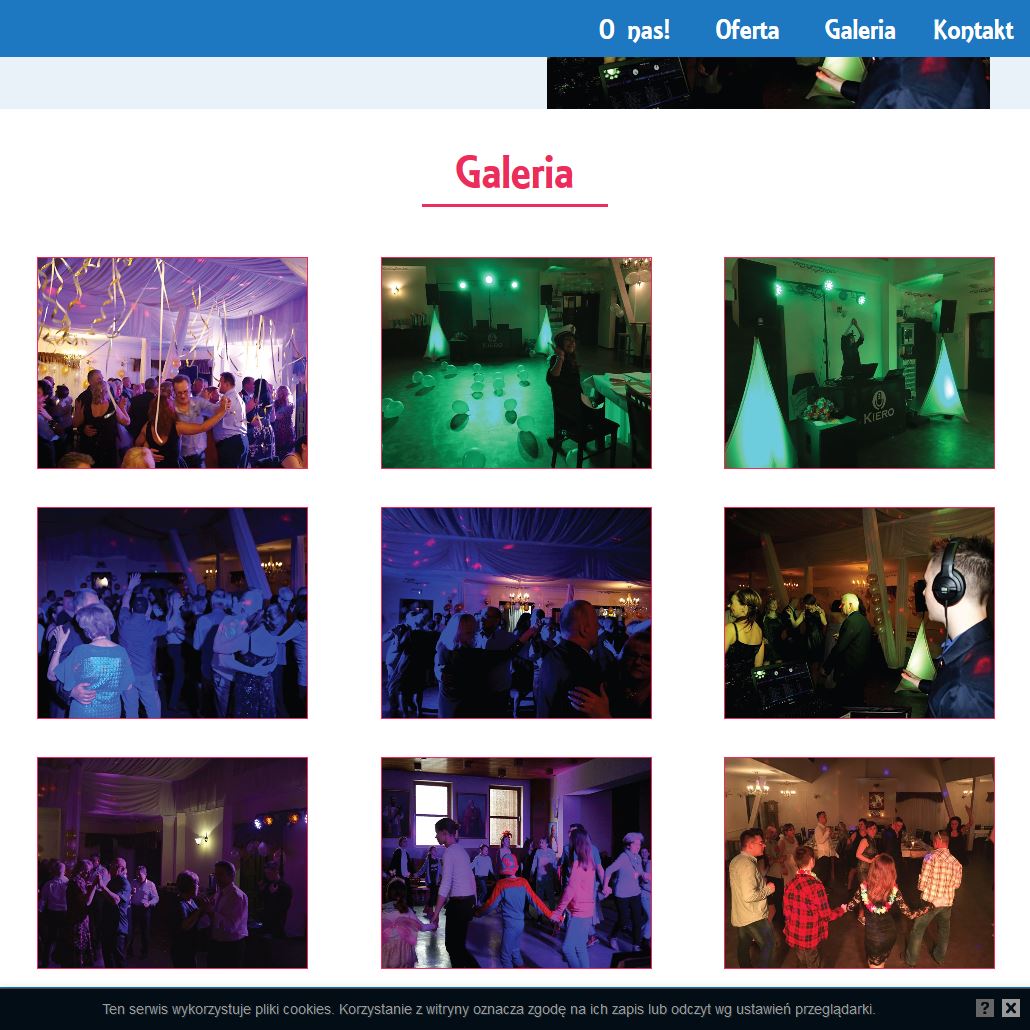 O nas! Oferta Galeria Kontakt
Galeria
KIERO
KIERO
Ten serwis wykorzystuje pliki cookies. Korzystanie z witryny oznacza zgodę na ich zapis lub odczyt wg ustawień przeglądarki. ? X